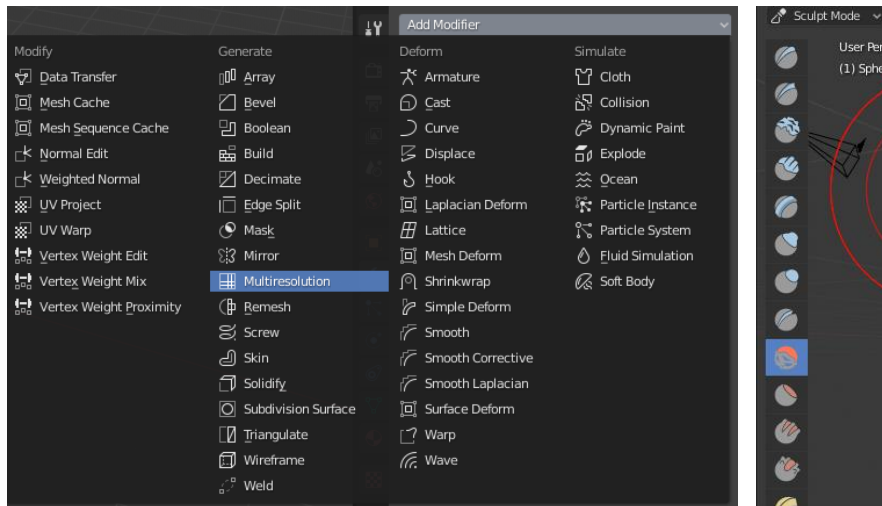 Add Modifier
Modify
Data Transfer
Mesh Cache
Mesh Sequence Cache
Normal Edit
Weighted Normal
UV Project
UV Warp
Vertex Weight Edit
Vertex Weight Mix
Vertex Weight Proximity
Generate
Array
Bevel
Boolean
Build
Decimate
Edge Split
Mask
Mirror
Multiresolution
Remesh
Screw
Skin
Solidify
Subdivision Surface
Triangulate
Wireframe
Weld
Deform
Armature
Cast
Curve
Displace
Hook
Laplacian Deform
Lattice
Mesh Deform
Shrinkwrap
Simple Deform
Smooth
Smooth Corrective
Smooth Laplacian
Surface Deform
Warp
Wave
Simulate
Cloth
Collision
Dynamic Paint
Explode
Ocean
Particle Instance
Particle System
Fluid Simulation
Soft Body
Sculpt Mode
User Per
(1) Sphe